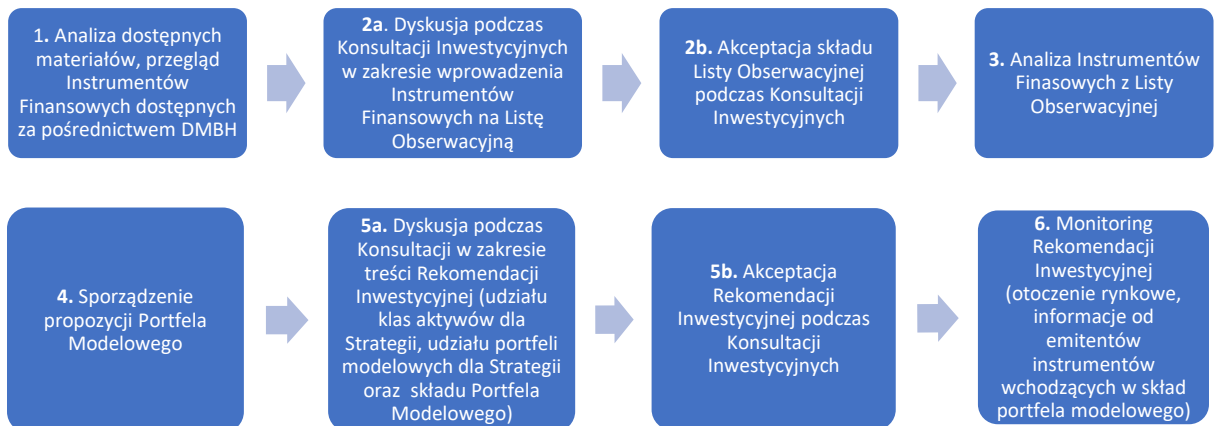 1. Analiza dostępnych
materiałów, przegląd
Instrumentów
Finansowych dostępnych
za pośrednictwem DMBH
2a. Dyskusja podczas
Konsultacji Inwestycyjnych
w zakresie wprowadzenia
Instrumentów
Finansowych na Listę
Obserwacyjną
2b. Akceptacja składu
Listy Obserwacyjnej
podczas Konsultacji
Inwestycyjnych
3. Analiza Instrumentów
Finasowych z Listy
Obserwacyjnej
4. Sporządzenie
propozycji Portfela
Modelowego
5a. Dyskusja podczas
Konsultacji w zakresie
treści Rekomendacji
Inwestycyjnej (udziału
klas aktywów dla
Strategii, udziału portfeli
modelowych dla Strategii
oraz składu Portfela
Modelowego)
5b. Akceptacja
Rekomendacji
Inwestycyjnej podczas
Konsultacji
Inwestycyjnych
6. Monitoring
Rekomendacji
Inwestycyjnej
(otoczenie rynkowe,
informacje od
emitentów
instrumentów
wchodzących w skład
portfela modelowego)